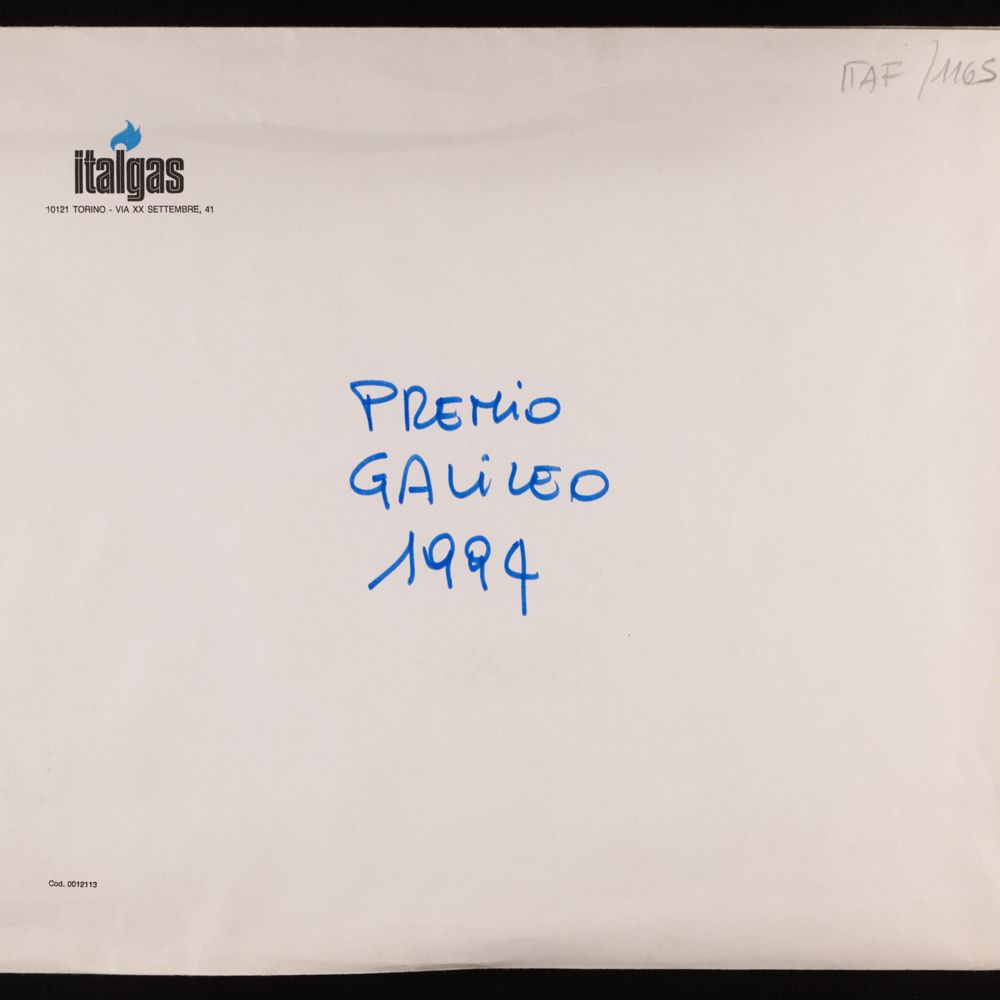 ITAF /1165
italgas
10121 TORINO - VIA XX SETTEMBRE, 41
PREMIO
GALILEO
1994
Cod. 0012113